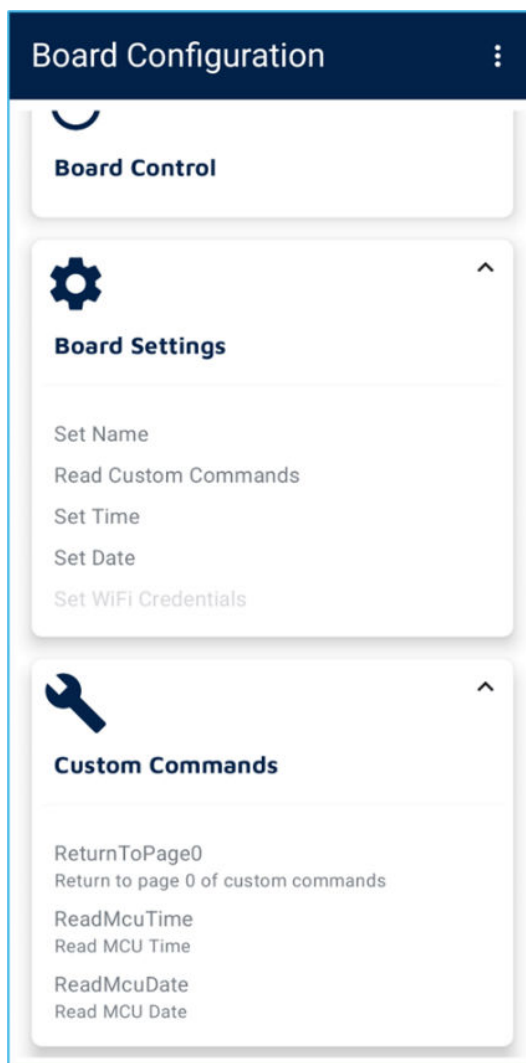 Board Configuration
Board Control
Board Settings
Set Name
Read Custom Commands
Set Time
Set Date
Set WiFi Credentials
Custom Commands
ReturnToPage0
Return to page 0 of custom commands
ReadMcuTime
Read MCU Time
ReadMcuDate
Read MCU Date